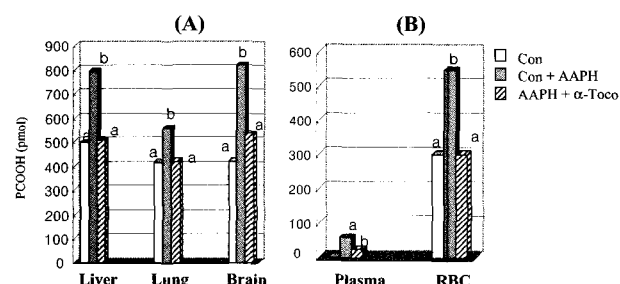 (A)
(B)
PCOOH (pmol)
900
800
700
600
500
400
300
200
100
0
a b a
a b a
a b a
Liver Lung Brain
600
500
400
300
200
100
0
a b
a b a
Plasma RBC
Con
Con + AAPH
AAPH + α-Toco